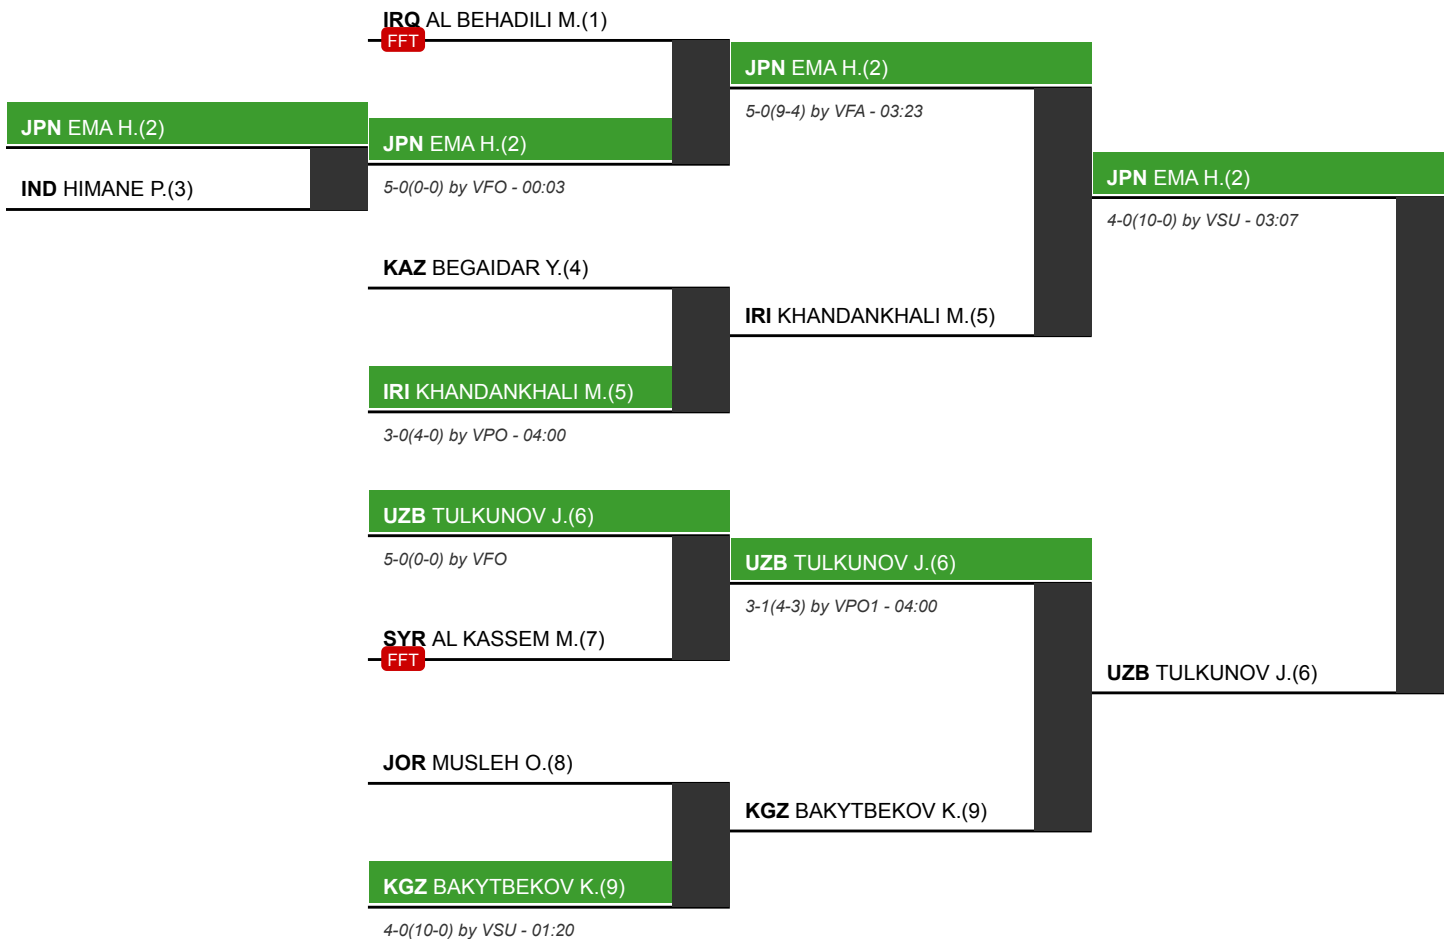 JPN EMA H.(2)
IND HIMANE P.(3)
IRQ AL BEHADILI M.(1)
FFT
JPN EMA H.(2)
5-0(0-0) by VFO - 00:03
KAZ BEGAIDAR Y.(4)
IRI KHANDANKHALI M.(5)
3-0(4-0) by VPO - 04:00
UZB TULKUNOV J.(6)
5-0(0-0) by VFO
SYR AL KASSEM M.(7)
FFT
JOR MUSLEH O.(8)
KGZ BAKYTBEKOV K.(9)
4-0(10-0) by VSU - 01:20
JPN EMA H.(2)
5-0(9-4) by VFA - 03:23
IRI KHANDANKHALI M.(5)
UZB TULKUNOV J.(6)
3-1(4-3) by VPO1 - 04:00
KGZ BAKYTBEKOV K.(9)
JPN EMA H.(2)
4-0(10-0) by VSU - 03:07
UZB TULKUNOV J.(6)